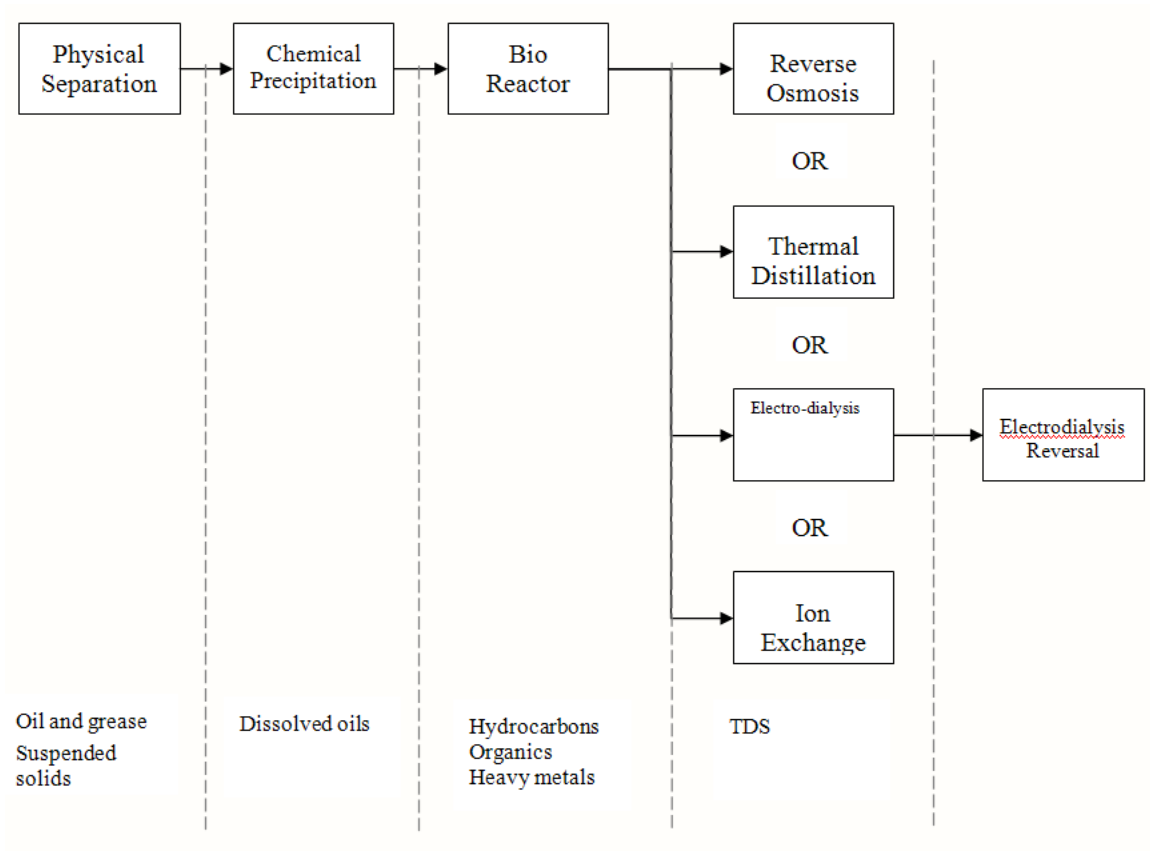 Physical
Separation
Chemical
Precipitation
Bio
Reactor
Reverse
Osmosis
OR
Thermal
Distillation
OR
Electro-dialysis
Electrodialysis
Reversal
OR
Ion
Exchange
Oil and grease
Suspended
solids
Dissolved oils
Hydrocarbons
Organics
Heavy metals
TDS